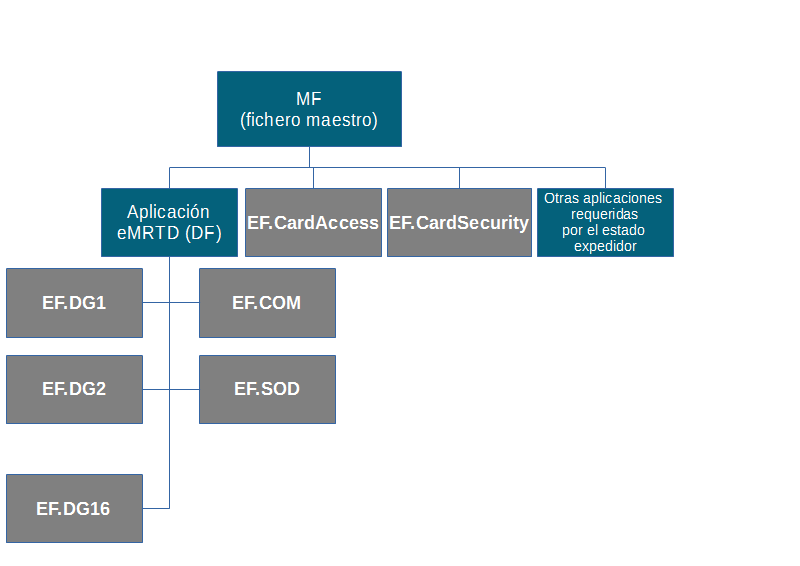 MF
(fichero maestro)
Aplicación
eMRTD (DF)
EF.CardAccess
EF.CardSecurity
Otras aplicaciones
requeridas
por el estado
expedidor
EF.DG1
EF.COM
EF.DG2
EF.SOD
EF.DG16